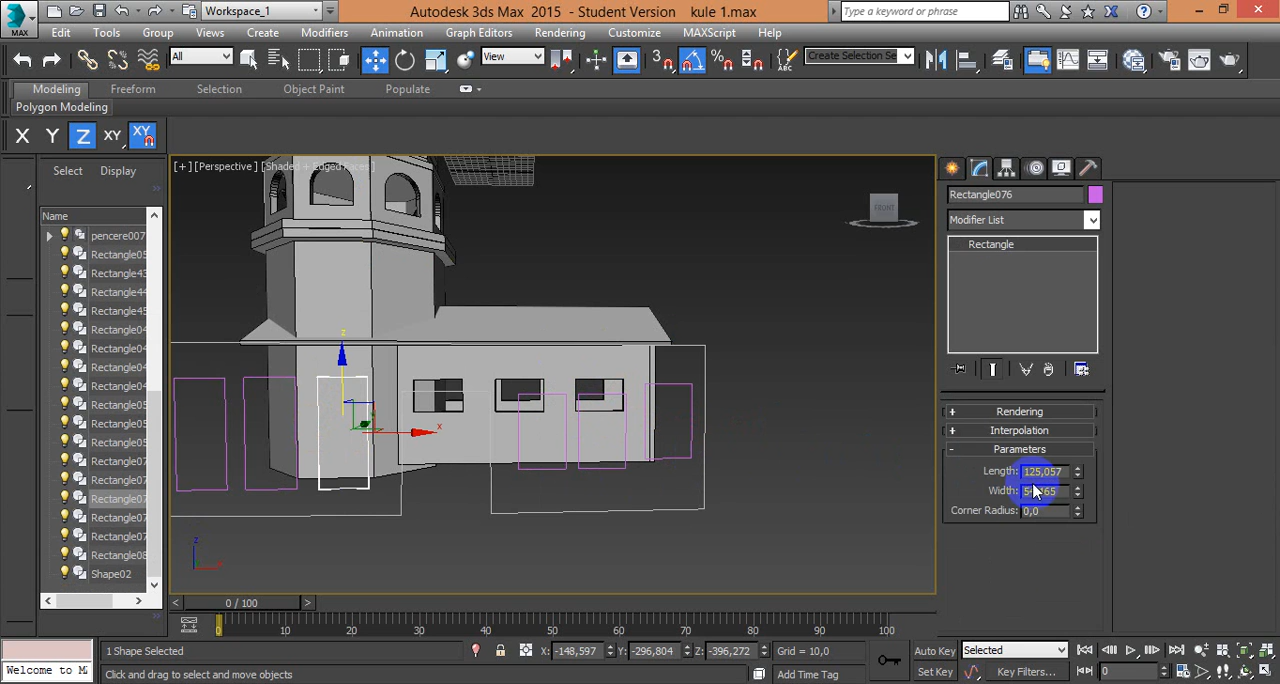 Workspace_1
Autodesk 3ds Max 2015 - Student Version kule 1.max
Type a keyword or phrase
MAX
Edit Tools Group Views Create Modifiers Animation Graph Editors Rendering Customize MAXScript Help
All View Create Selection Se
Modeling Freeform Selection Object Paint Populate
Polygon Modeling
X Y Z XY XY
Select Display
[+] [Perspective] [Shaded + Edged Faces]
Name
pencere007
Rectangle05
Rectangle43
Rectangle44
Rectangle45
Rectangle04
Rectangle04
Rectangle04
Rectangle04
Rectangle05
Rectangle05
Rectangle05
Rectangle07
Rectangle07
Rectangle07
Rectangle07
Rectangle07
Rectangle08
Shape02
FRONT
z
x
z
Rectangle076
Modifier List
Rectangle
+ Rendering
+ Interpolation
- Parameters
Length: 125,057
Width:
Corner Radius: 0,0
0 / 100
0 10 20 30 40 50 60 70 80 90 100
1 Shape Selected X: -148,597 Y: -296,804 Z: -396,272 Grid = 10,0 Auto Key Selected
Welcome to M Click and drag to select and move objects Add Time Tag Set Key Key Filters... 0